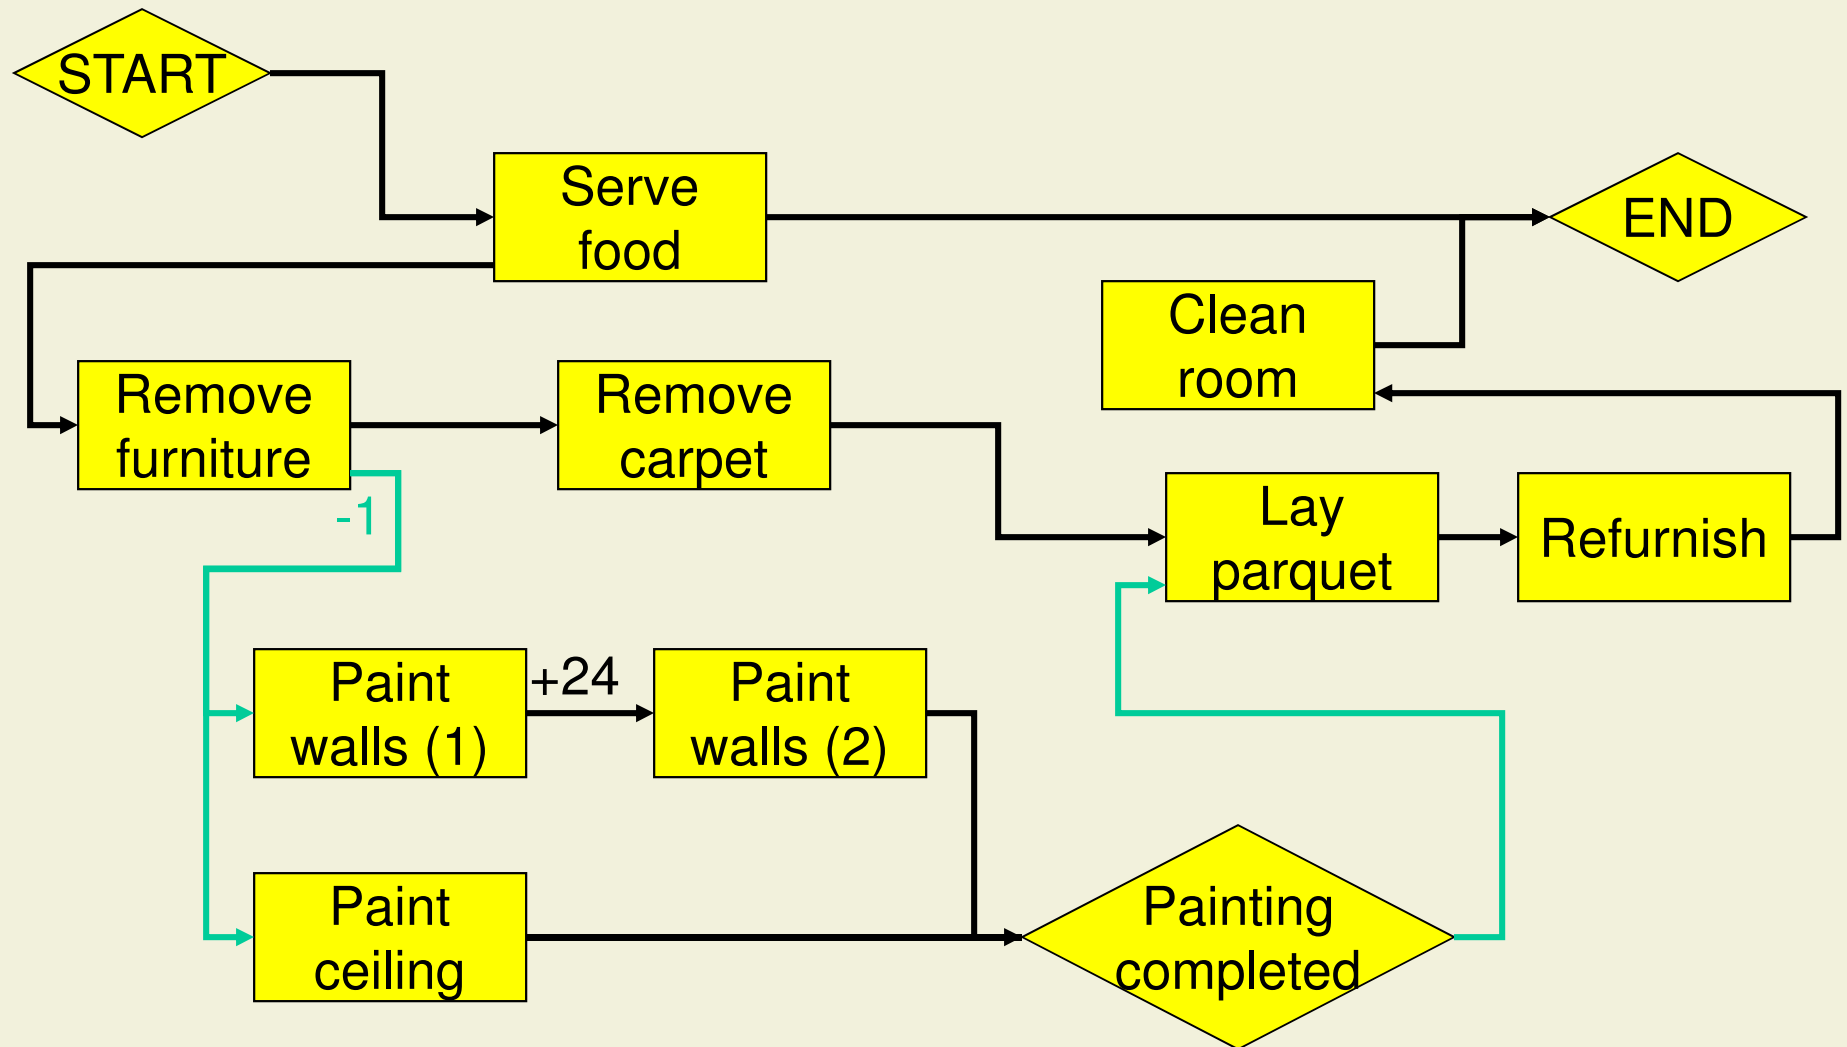 START
Serve
food
END
Clean
room
Remove
furniture
Remove
carpet
-1
Lay
parquet
Refurnish
Paint
walls (1)
+24
Paint
walls (2)
Paint
ceiling
Painting
completed